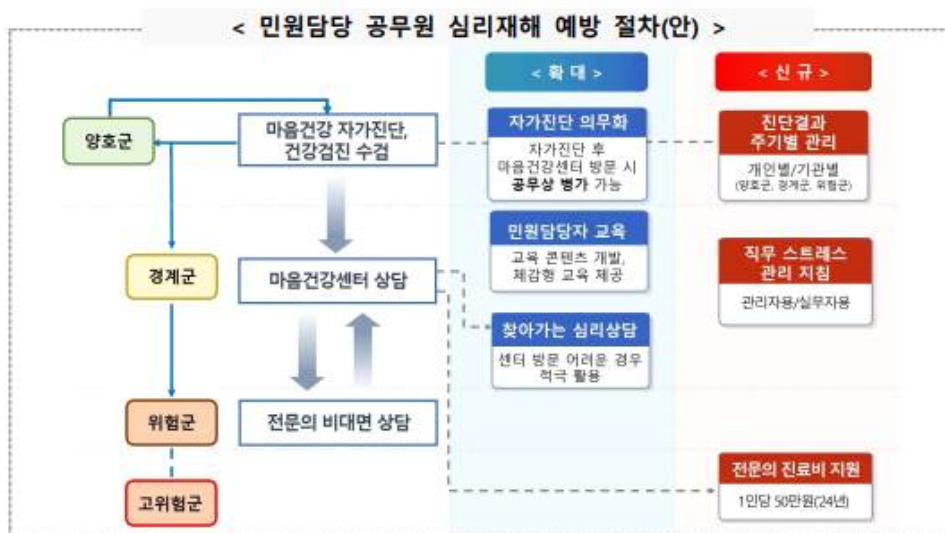 < 민원담당 공무원 심리재해 예방 절차(안) >
< 확 대 >
< 신 규 >
양호군
마음건강 자가진단,
건강검진 수검
자가진단 의무화
자가진단 후
마음건강센터 방문 시
공무상 병가 가능
진단결과
주기별 관리
개인별/기관별
(양호군, 경계군, 위험군)
민원담당자 교육
교육 콘텐츠 개발,
체감형 교육 제공
경계군
마음건강센터 상담
직무 스트레스
관리 지침
관리자용/실무자용
찾아가는 심리상담
센터 방문 어려운 경우
적극 활용
위험군
전문의 비대면 상담
고위험군
전문의 진료비 지원
1인당 50만원(24년)